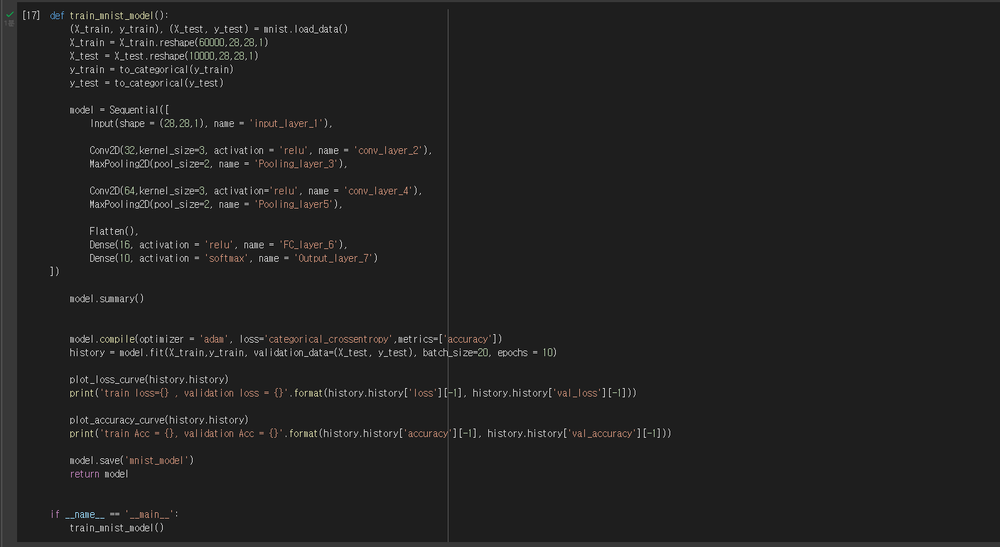 [17] def train_mnist_model():
    (X_train, y_train), (X_test, y_test) = mnist.load_data()
    X_train = X_train.reshape(60000,28,28,1)
    X_test = X_test.reshape(10000,28,28,1)
    y_train = to_categorical(y_train)
    y_test = to_categorical(y_test)
1분

    model = Sequential([
        Input(shape = (28,28,1), name = 'input_layer_1'),

        Conv2D(32,kernel_size=3, activation = 'relu', name = 'conv_layer_2'),
        MaxPooling2D(pool_size=2, name = 'Pooling_layer_3'),

        Conv2D(64,kernel_size=3, activation='relu', name = 'conv_layer_4'),
        MaxPooling2D(pool_size=2, name = 'Pooling_layer5'),

        Flatten(),
        Dense(16, activation = 'relu', name = 'FC_layer_6'),
        Dense(10, activation = 'softmax', name = 'Output_layer_7')
])

    model.summary()


    model.compile(optimizer = 'adam', loss='categorical_crossentropy',metrics=['accuracy'])
    history = model.fit(X_train,y_train, validation_data=(X_test, y_test), batch_size=20, epochs = 10)

    plot_loss_curve(history.history)
    print('train loss={} , validation loss = {}'.format(history.history['loss'][-1], history.history['val_loss'][-1]))

    plot_accuracy_curve(history.history)
    print('train Acc = {}, validation Acc = {}'.format(history.history['accuracy'][-1], history.history['val_accuracy'][-1]))

    model.save('mnist_model')
    return model


if __name__ == '__main__':
    train_mnist_model()